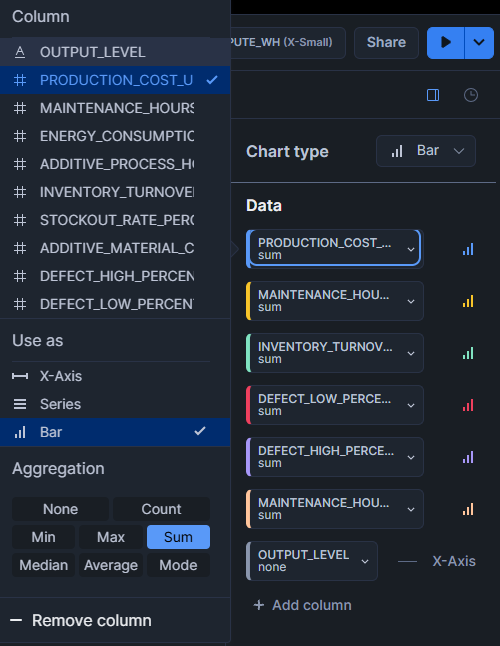 Column
OUTPUT_LEVEL
PRODUCTION_COST_U
MAINTENANCE_HOURS
ENERGY_CONSUMPTIC
ADDITIVE_PROCESS_H
INVENTORY_TURNOVE
STOCKOUT_RATE_PERC
ADDITIVE_MATERIAL_C
DEFECT_HIGH_PERCEN
DEFECT_LOW_PERCENT
Use as
X-Axis
Series
Bar
Aggregation
None Count
Min Max Sum
Median Average Mode
Remove column
PUTE_WH (X-Small) Share
Chart type Bar
Data
PRODUCTION_COST_...
sum
MAINTENANCE_HOU...
sum
INVENTORY_TURNOV...
sum
DEFECT_LOW_PERCE...
sum
DEFECT_HIGH_PERCE...
sum
MAINTENANCE_HOU...
sum
OUTPUT_LEVEL
none
X-Axis
+ Add column